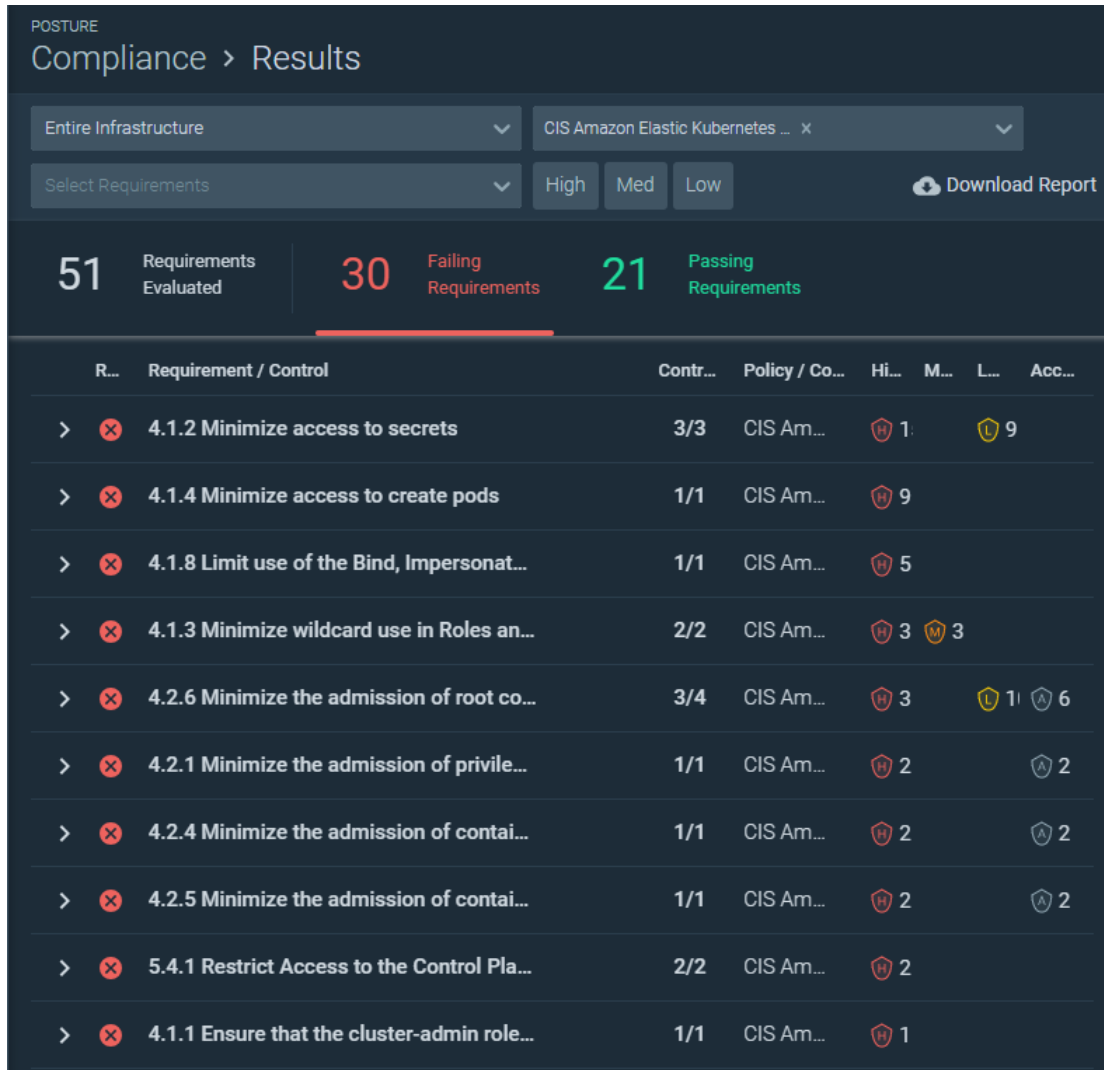 POSTURE
Compliance > Results
Entire Infrastructure
CIS Amazon Elastic Kubernetes ... x
Select Requirements
High Med Low Download Report
51 Requirements Evaluated
30 Failing Requirements
21 Passing Requirements
R... Requirement / Control Contr... Policy / Co... Hi... M... L... Acc...
4.1.2 Minimize access to secrets 3/3 CIS Am... H 1 L 9
4.1.4 Minimize access to create pods 1/1 CIS Am... H 9
4.1.8 Limit use of the Bind, Impersonat... 1/1 CIS Am... H 5
4.1.3 Minimize wildcard use in Roles an... 2/2 CIS Am... H 3 M 3
4.2.6 Minimize the admission of root co... 3/4 CIS Am... H 3 L 1 A 6
4.2.1 Minimize the admission of privile... 1/1 CIS Am... H 2 A 2
4.2.4 Minimize the admission of contai... 1/1 CIS Am... H 2 A 2
4.2.5 Minimize the admission of contai... 1/1 CIS Am... H 2 A 2
5.4.1 Restrict Access to the Control Pla... 2/2 CIS Am... H 2
4.1.1 Ensure that the cluster-admin role... 1/1 CIS Am... H 1